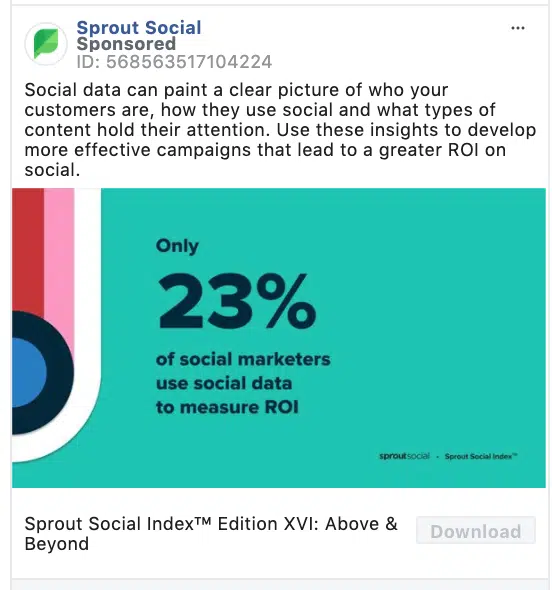 Sprout Social
Sponsored
ID: 568563517104224
Social data can paint a clear picture of who your
customers are, how they use social and what types of
content hold their attention. Use these insights to develop
more effective campaigns that lead to a greater ROI on
social.
Only
23%
of social marketers
use social data
to measure ROI
sproutsocial • Sprout Social Index™
Sprout Social Index™ Edition XVI: Above &
Beyond
Download